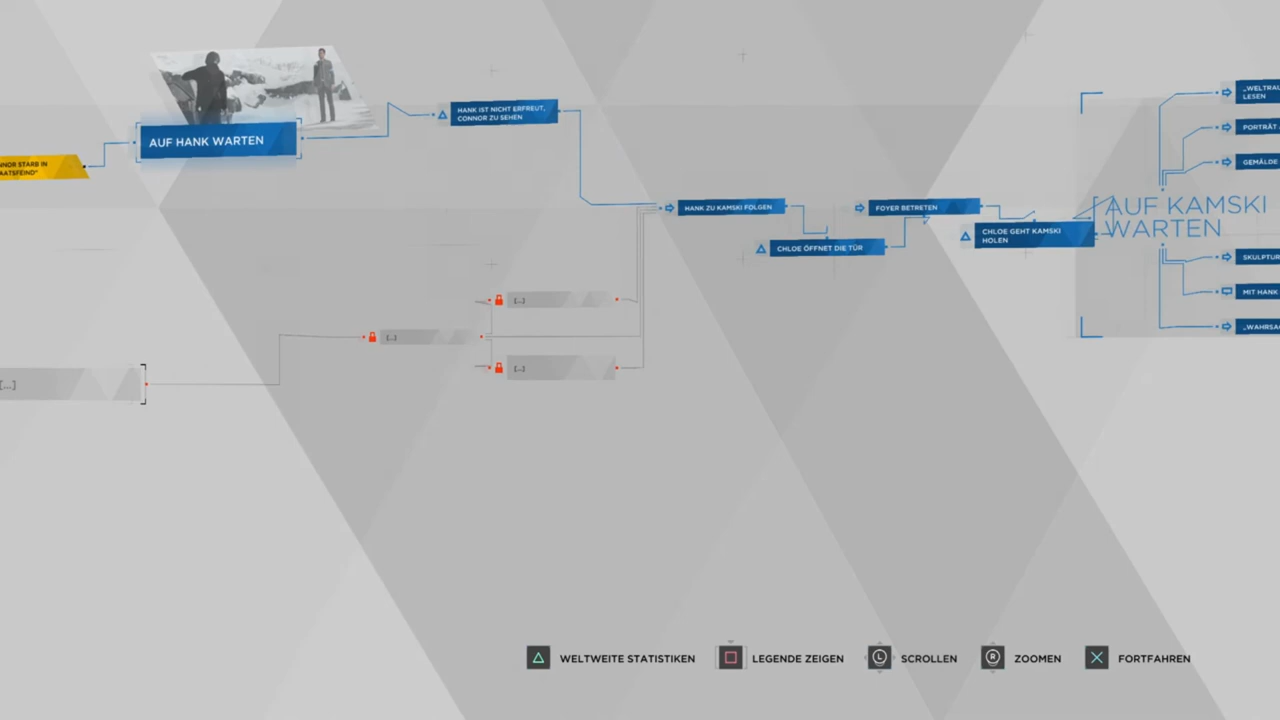 NNOR STARB IN
AATSFEIND"
AUF HANK WARTEN
HANK IST NICHT ERFREUT,
CONNOR ZU SEHEN
HANK ZU KAMSKI FOLGEN
CHLOE ÖFFNET DIE TÜR
FOYER BETRETEN
CHLOE GEHT KAMSKI
HOLEN
AUF KAMSKI
WARTEN
„WELTRAU
LESEN
PORTRÄT
GEMÄLDE
SKULPTUR
MIT HANK
„WAHRSA
[...]
[...]
[...]
[...]
WELTWEITE STATISTIKEN
LEGENDE ZEIGEN
L
SCROLLEN
R
ZOOMEN
FORTFAHREN